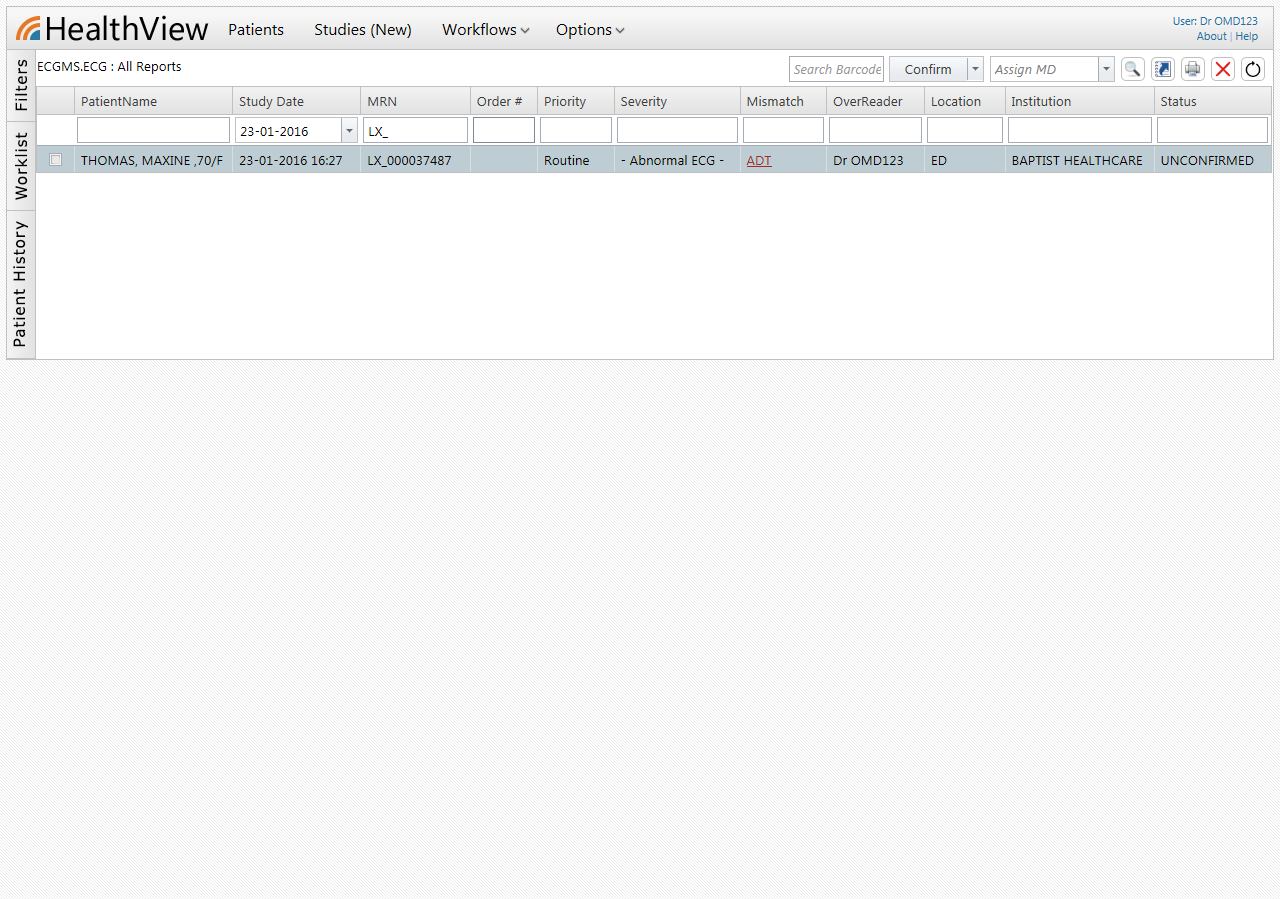 HealthView Patients Studies (New) Workflows Options
User: Dr OMD123
About | Help
Filters
Worklist
Patient History
ECGMS.ECG : All Reports
Search Barcode Confirm Assign MD
PatientName Study Date MRN Order # Priority Severity Mismatch OverReader Location Institution Status
23-01-2016 LX_
THOMAS, MAXINE ,70/F 23-01-2016 16:27 LX_000037487 Routine - Abnormal ECG - ADT Dr OMD123 ED BAPTIST HEALTHCARE UNCONFIRMED